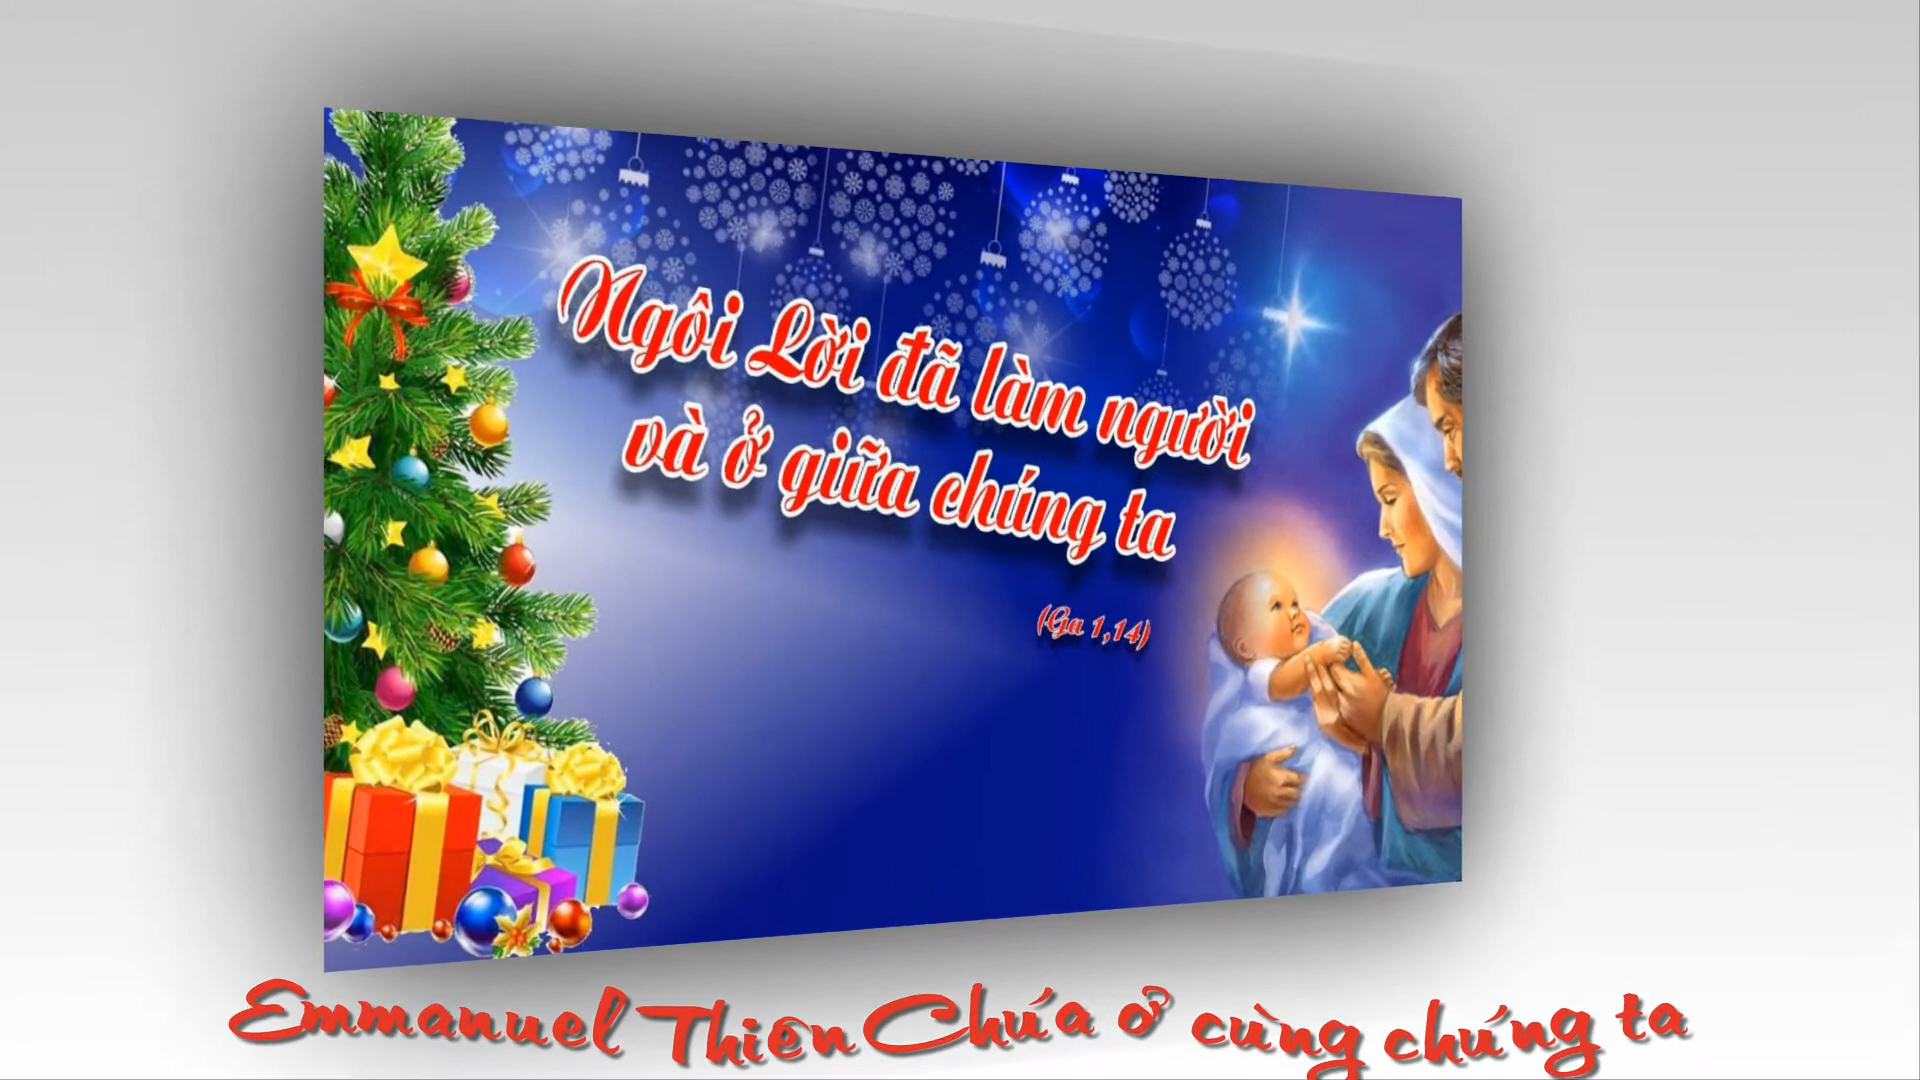 Ngôi Lời đã làm người
và ở giữa chúng ta
(Ga 1,14)
Emmanuel Thiên Chúa ở cùng chúng ta